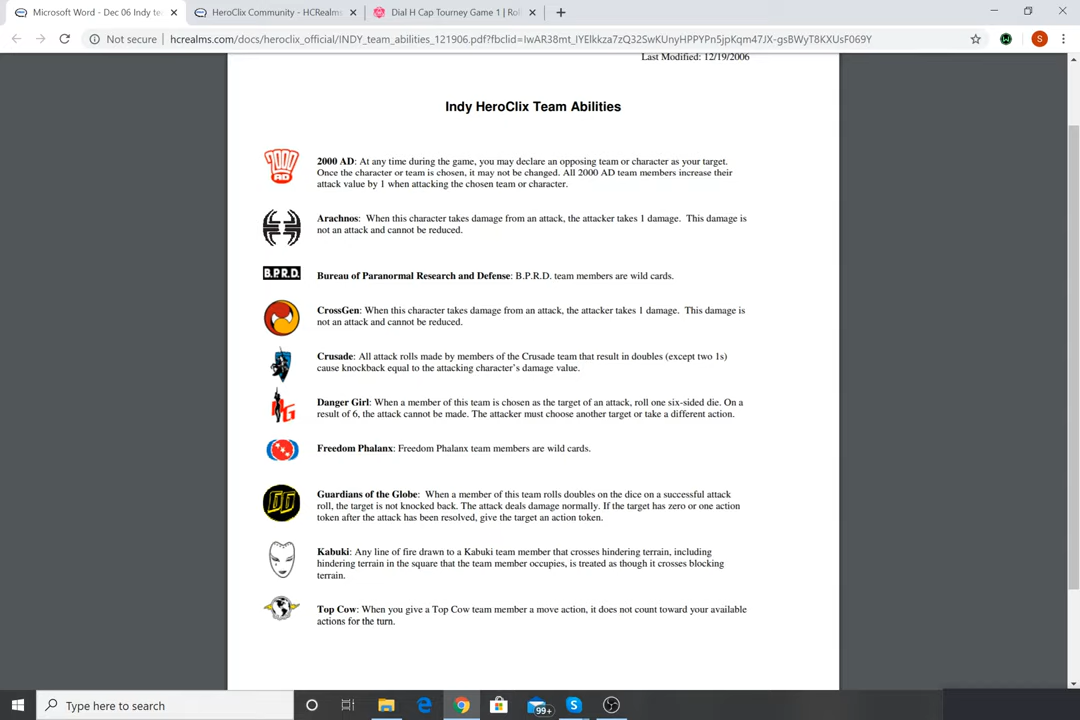 Microsoft Word - Dec 06 Indy te
HeroClix Community - HCRealms
Dial H Cap Tourney Game 1 | Rol
Not secure | hcrealms.com/docs/heroclix_official/INDY_team_abilities_121906.pdf?fbclid=IwAR38mt_IYElkkza7zQ32SwKUnyHPPYPn5jpKqm47JX-gsBWyT8KXUsF069Y
S
Last Modified: 12/19/2006
Indy HeroClix Team Abilities
2000 AD: At any time during the game, you may declare an opposing team or character as your target.
Once the character or team is chosen, it may not be changed. All 2000 AD team members increase their
attack value by 1 when attacking the chosen team or character.
AD
Arachnos: When this character takes damage from an attack, the attacker takes 1 damage. This damage is
not an attack and cannot be reduced.
B.P.R.D.
Bureau of Paranormal Research and Defense: B.P.R.D. team members are wild cards.
CrossGen: When this character takes damage from an attack, the attacker takes 1 damage. This damage is
not an attack and cannot be reduced.
Crusade: All attack rolls made by members of the Crusade team that result in doubles (except two 1s)
cause knockback equal to the attacking character's damage value.
Danger Girl: When a member of this team is chosen as the target of an attack, roll one six-sided die. On a
result of 6, the attack cannot be made. The attacker must choose another target or take a different action.
Freedom Phalanx: Freedom Phalanx team members are wild cards.
Guardians of the Globe: When a member of this team rolls doubles on the dice on a successful attack
roll, the target is not knocked back. The attack deals damage normally. If the target has zero or one action
token after the attack has been resolved, give the target an action token.
GG
Kabuki: Any line of fire drawn to a Kabuki team member that crosses hindering terrain, including
hindering terrain in the square that the team member occupies, is treated as though it crosses blocking
terrain.
Top Cow: When you give a Top Cow team member a move action, it does not count toward your available
actions for the turn.
Type here to search
99+